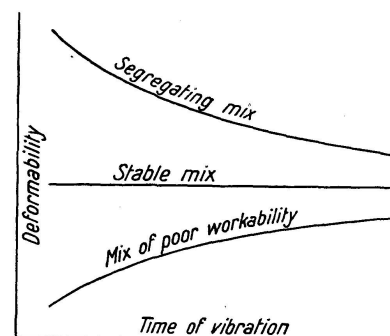 Segregating mix
Deformability
Stable mix
Mix of poor workability
Time of vibration